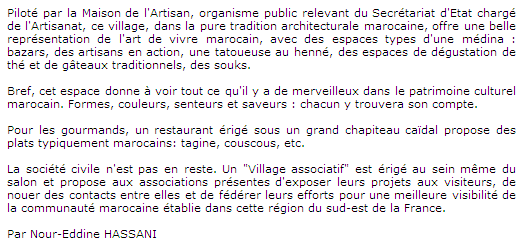 Piloté par la Maison de l'Artisan, organisme public relevant du Secrétariat d'Etat chargé
de l'Artisanat, ce village, dans la pure tradition architecturale marocaine, offre une belle
représentation de l'art de vivre marocain, avec des espaces types d'une médina :
bazars, des artisans en action, une tatoueuse au henné, des espaces de dégustation de
thé et de gâteaux traditionnels, des souks.
Bref, cet espace donne à voir tout ce qu'il y a de merveilleux dans le patrimoine culturel
marocain. Formes, couleurs, senteurs et saveurs : chacun y trouvera son compte.
Pour les gourmands, un restaurant érigé sous un grand chapiteau caïdal propose des
plats typiquement marocains: tagine, couscous, etc.
La société civile n'est pas en reste. Un "Village associatif" est érigé au sein même du
salon et propose aux associations présentes d'exposer leurs projets aux visiteurs, de
nouer des contacts entre elles et de fédérer leurs efforts pour une meilleure visibilité de
la communauté marocaine établie dans cette région du sud-est de la France.
Par Nour-Eddine HASSANI